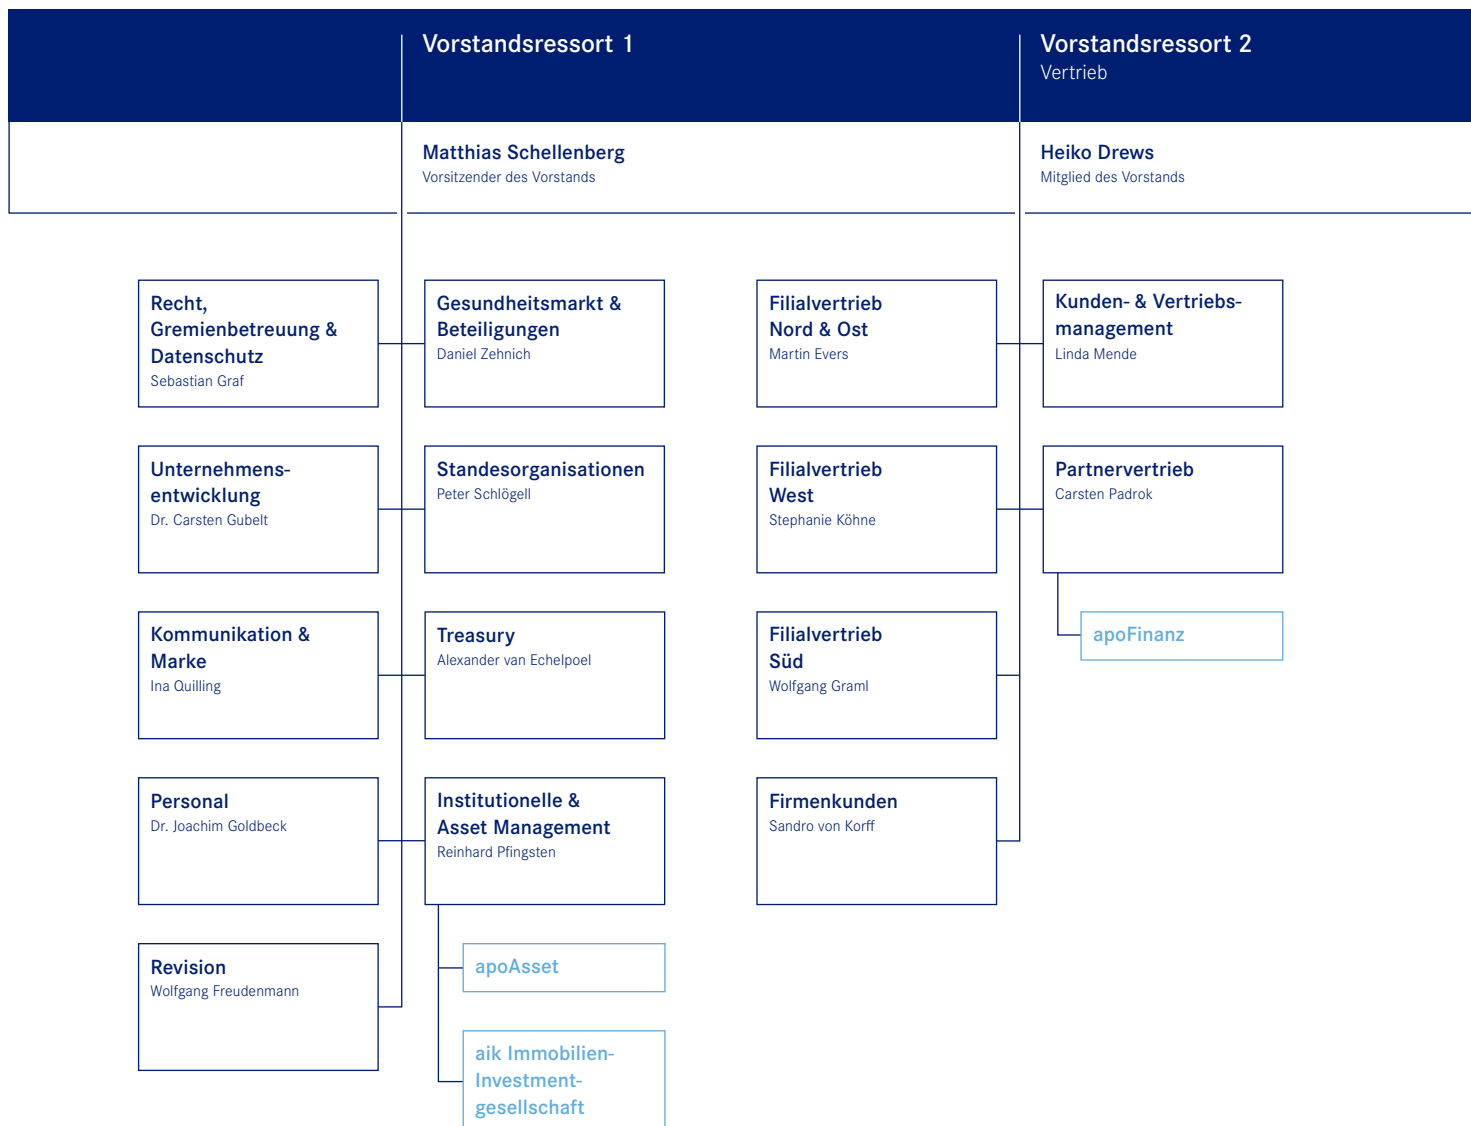 Vorstandsressort 1
Matthias Schellenberg
Vorsitzender des Vorstands
Recht,
Gremienbetreuung &
Datenschutz
Sebastian Graf
Gesundheitsmarkt &
Beteiligungen
Daniel Zehnich
Unternehmens-
entwicklung
Dr. Carsten Gubelt
Standesorganisationen
Peter Schlögell
Kommunikation &
Marke
Ina Quilling
Treasury
Alexander van Echelpoel
Personal
Dr. Joachim Goldbeck
Institutionelle &
Asset Management
Reinhard Pfingsten
Revision
Wolfgang Freudenmann
apoAsset
aik Immobilien-
Investment-
gesellschaft
Vorstandsressort 2
Vertrieb
Heiko Drews
Mitglied des Vorstands
Filialvertrieb
Nord & Ost
Martin Evers
Kunden- & Vertriebs-
management
Linda Mende
Filialvertrieb
West
Stephanie Köhne
Partnervertrieb
Carsten Padrok
apoFinanz
Filialvertrieb
Süd
Wolfgang Graml
Firmenkunden
Sandro von Korff